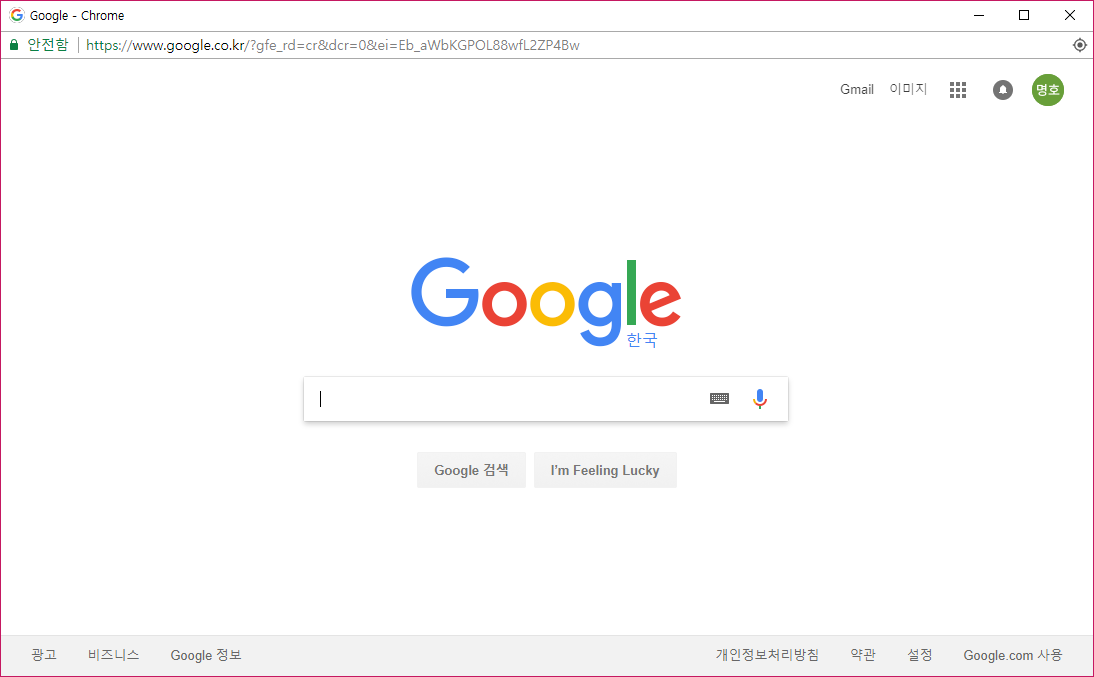 Google - Chrome
안전함 https://www.google.co.kr/?gfe_rd=cr&dcr=0&ei=Eb_aWbKGPOL88wfL2ZP4Bw
Gmail 이미지 명호
Google
한국
Google 검색 I'm Feeling Lucky
광고 비즈니스 Google 정보 개인정보처리방침 약관 설정 Google.com 사용